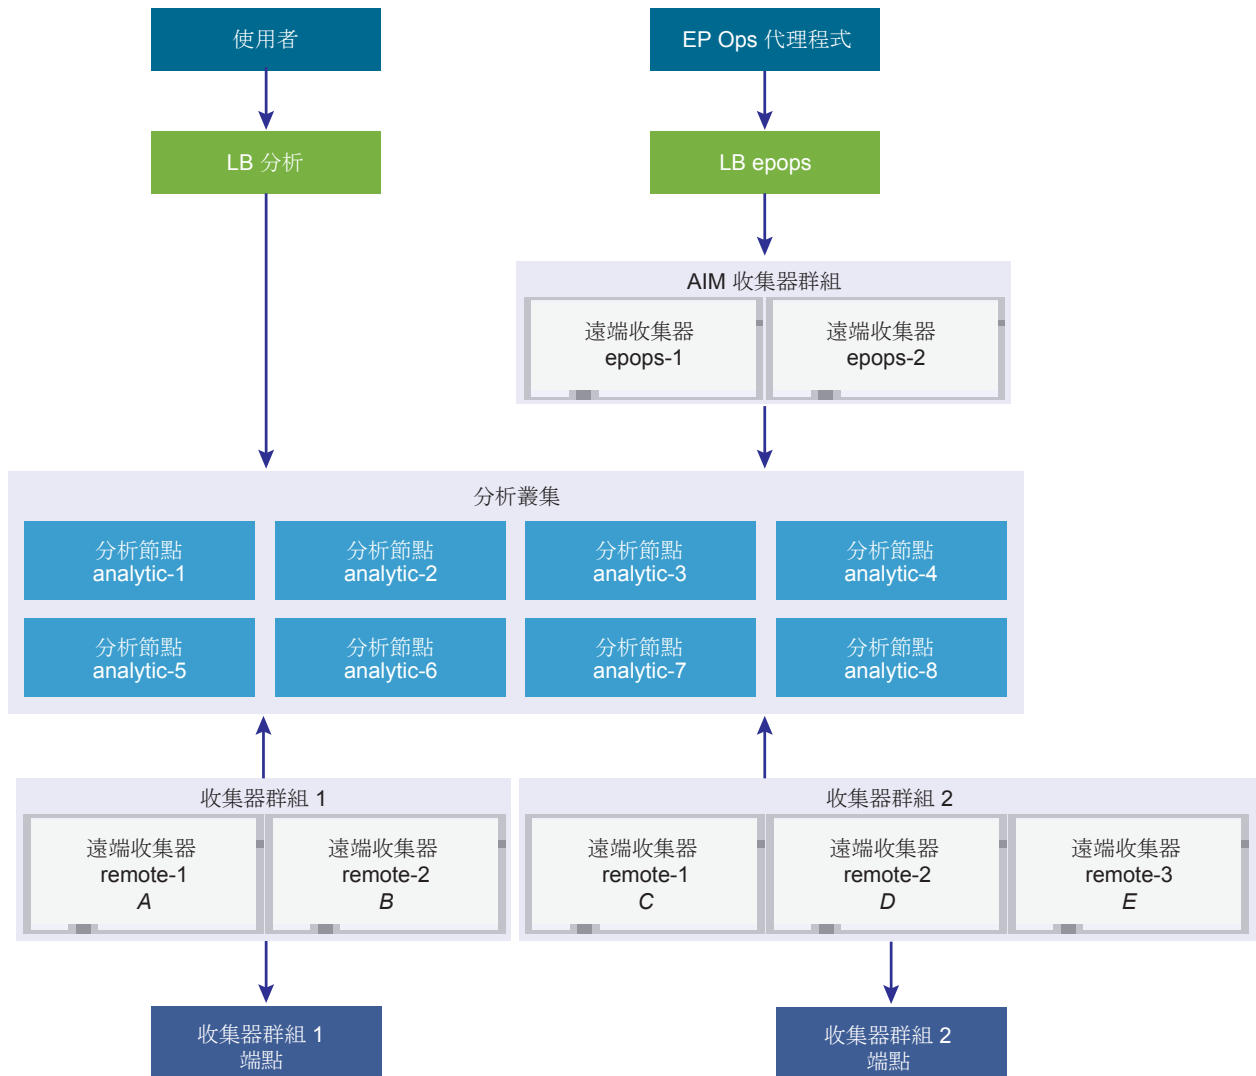 使用者
EP Ops 代理程式
LB 分析
LB epops
AIM 收集器群組
遠端收集器
epops-1
遠端收集器
epops-2
分析叢集
分析節點
analytic-1
分析節點
analytic-2
分析節點
analytic-3
分析節點
analytic-4
分析節點
analytic-5
分析節點
analytic-6
分析節點
analytic-7
分析節點
analytic-8
收集器群組 1
遠端收集器
remote-1
A
遠端收集器
remote-2
B
收集器群組 2
遠端收集器
remote-1
C
遠端收集器
remote-2
D
遠端收集器
remote-3
E
收集器群組 1
端點
收集器群組 2
端點